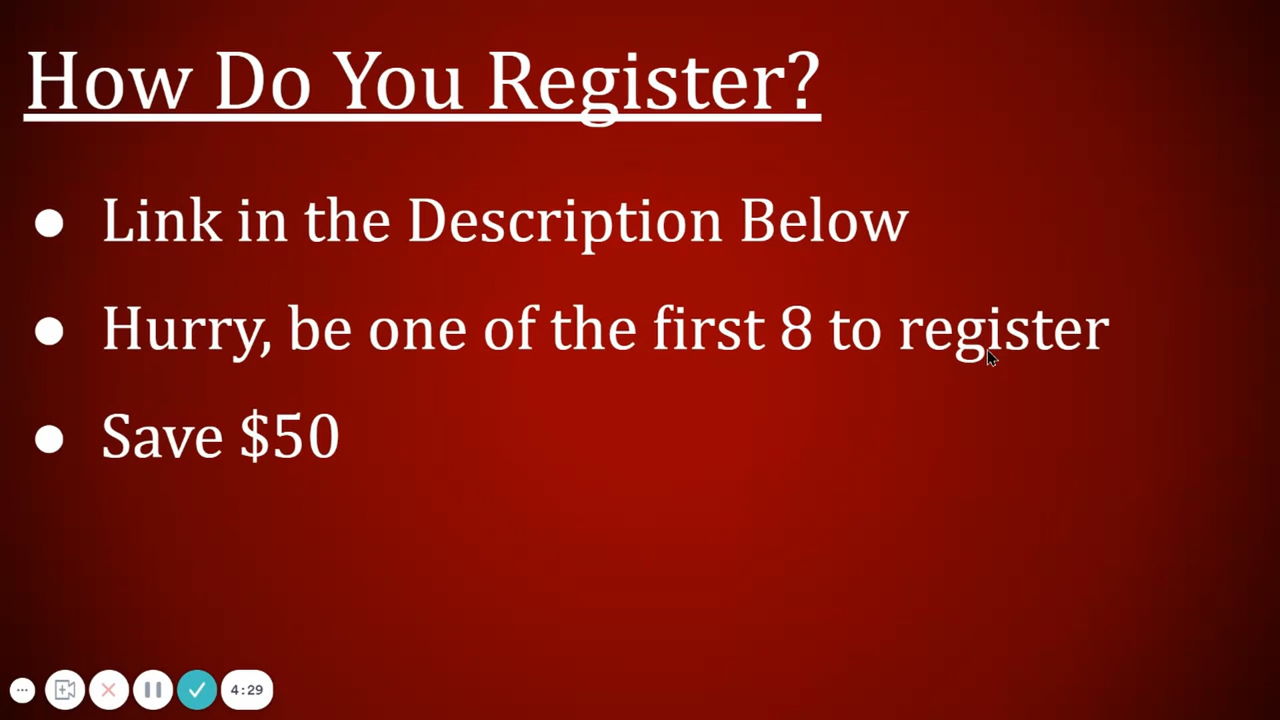 How Do You Register?
● Link in the Description Below
● Hurry, be one of the first 8 to register
● Save $50
4:29